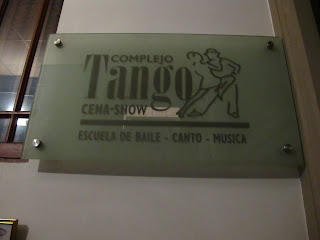 COMPLEJO
Tango
CENA-SHOW
ESCUELA DE BAILE - CANTO - MUSICA